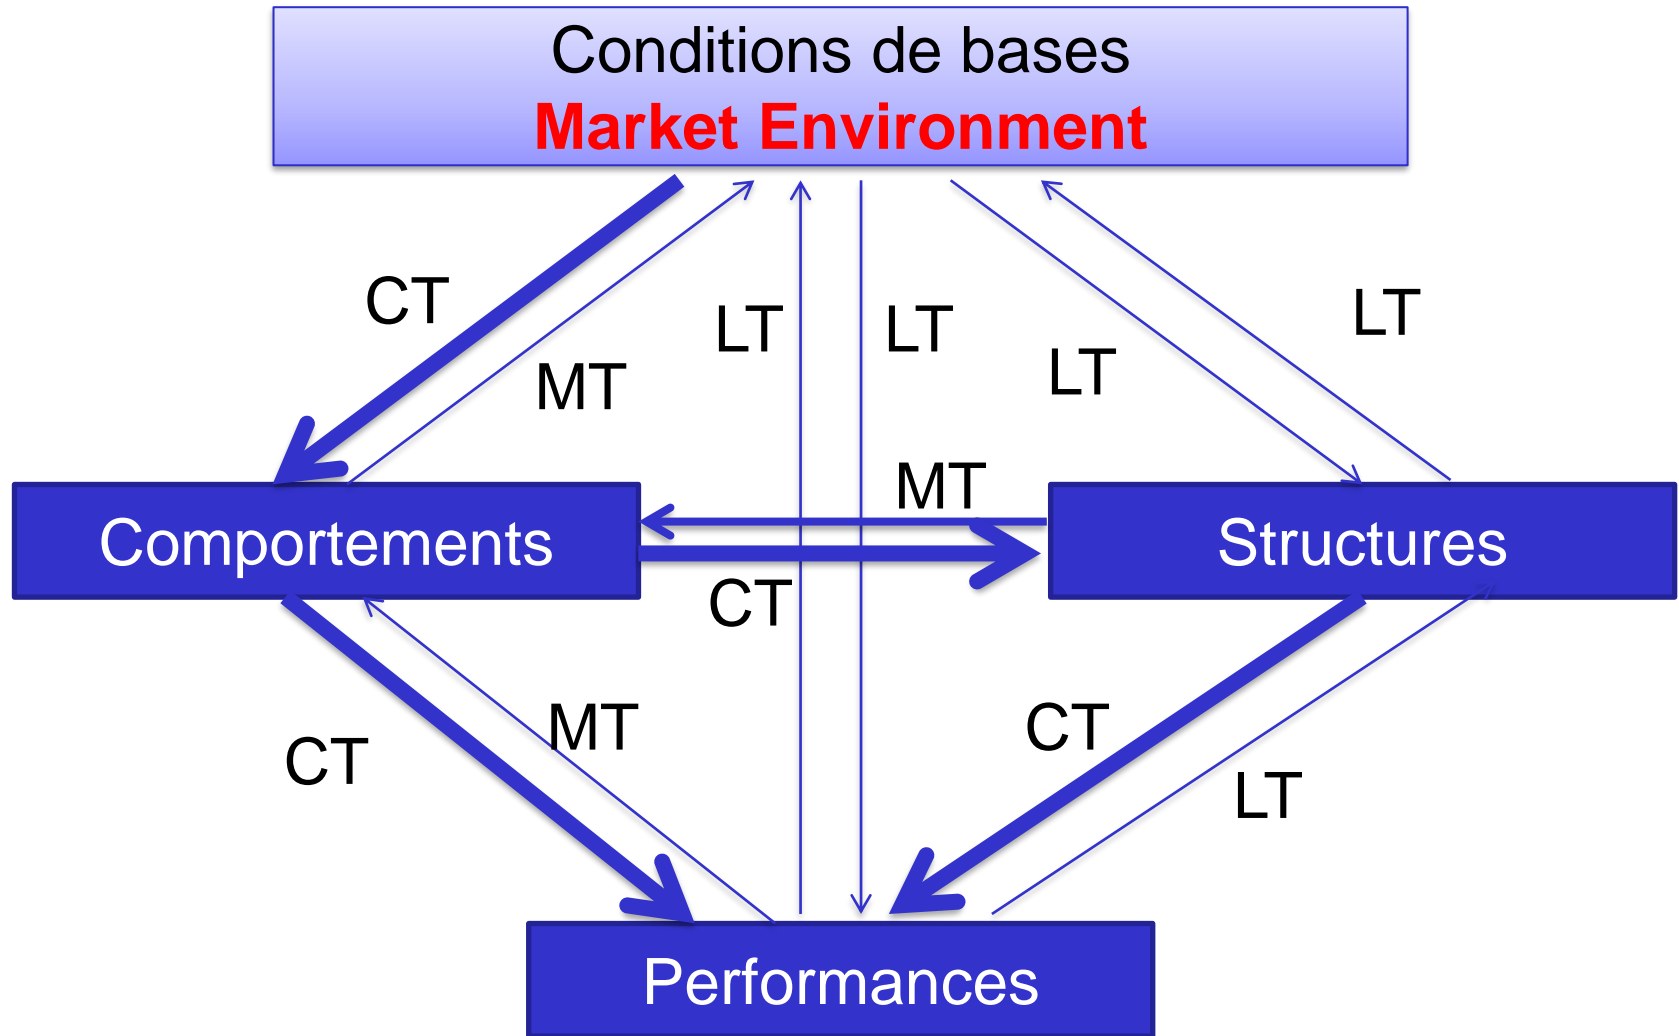 Conditions de bases
Market Environment
CT
MT
LT
LT
LT
LT
MT
Comportements
Structures
CT
CT
MT
CT
LT
Performances